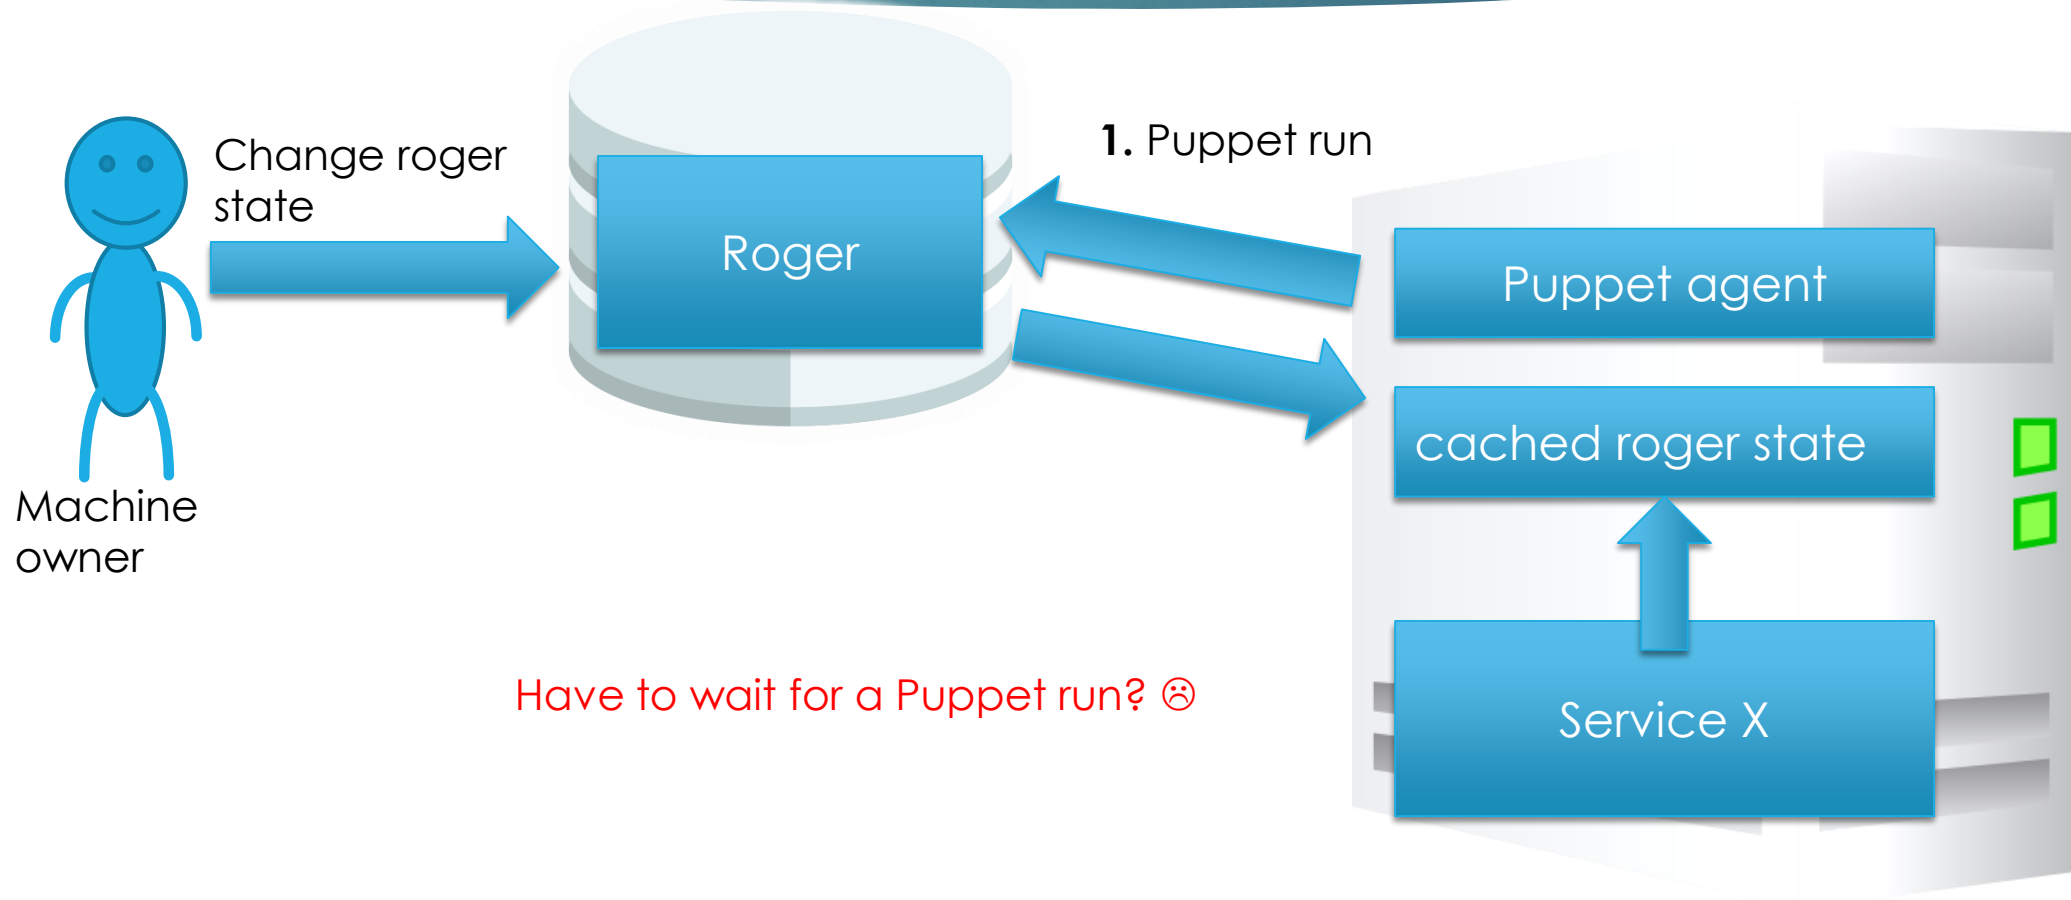 Change roger
state
1. Puppet run
Roger
Puppet agent
cached roger state
Machine
owner
Have to wait for a Puppet run? ☹
Service X